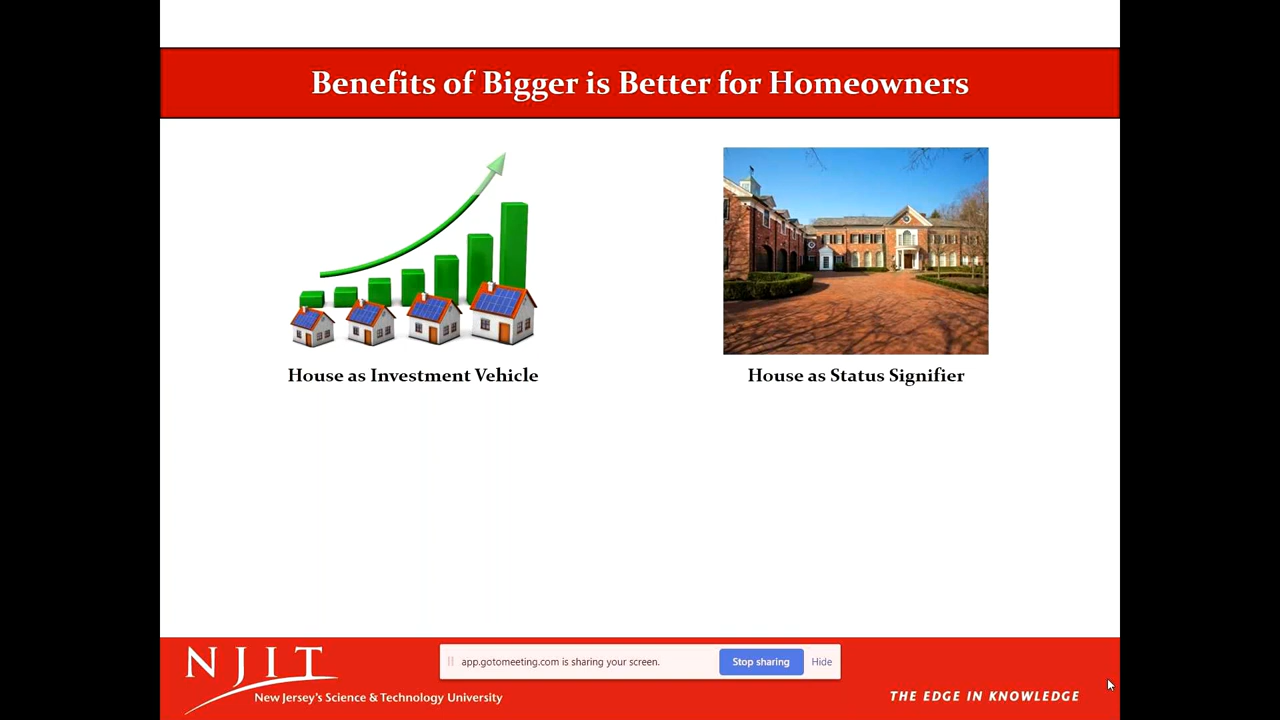 Benefits of Bigger is Better for Homeowners
House as Investment Vehicle
House as Status Signifier
NJIT
New Jersey's Science & Technology University
app.gotomeeting.com is sharing your screen.
Stop sharing
Hide
THE EDGE IN KNOWLEDGE